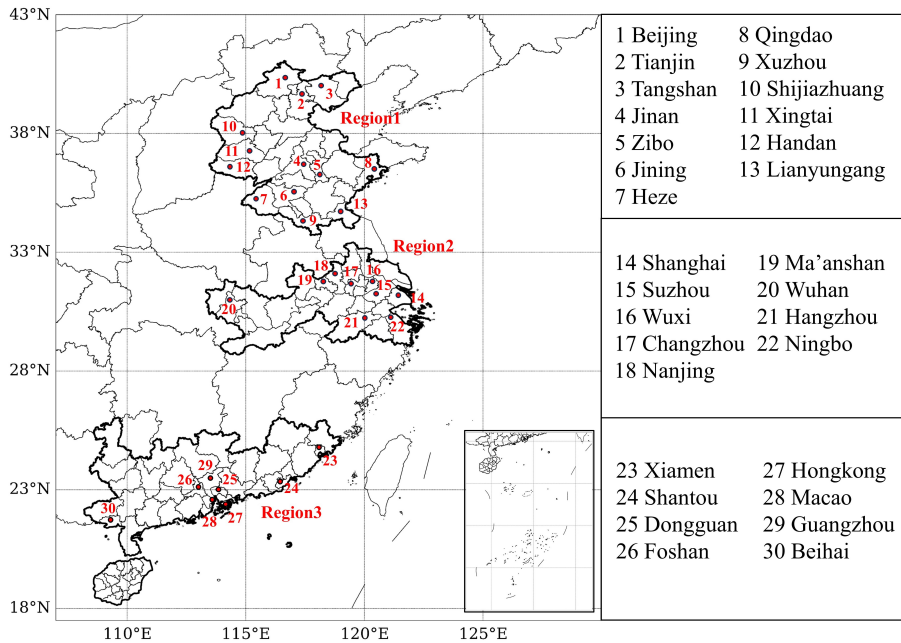 43°N
38°N
33°N
28°N
23°N
18°N
110°E
115°E
120°E
125°E
1
2
3
Region1
10
11
12
4
5
8
6
7
13
9
Region2
18
17
16
19
15
14
20
21
22
23
29
26
25
24
30
28
27
Region3
1 Beijing 8 Qingdao
2 Tianjin 9 Xuzhou
3 Tangshan 10 Shijiazhuang
4 Jinan 11 Xingtai
5 Zibo 12 Handan
6 Jining 13 Lianyungang
7 Heze
14 Shanghai 19 Ma’anshan
15 Suzhou 20 Wuhan
16 Wuxi 21 Hangzhou
17 Changzhou 22 Ningbo
18 Nanjing
23 Xiamen 27 Hongkong
24 Shantou 28 Macao
25 Dongguan 29 Guangzhou
26 Foshan 30 Beihai